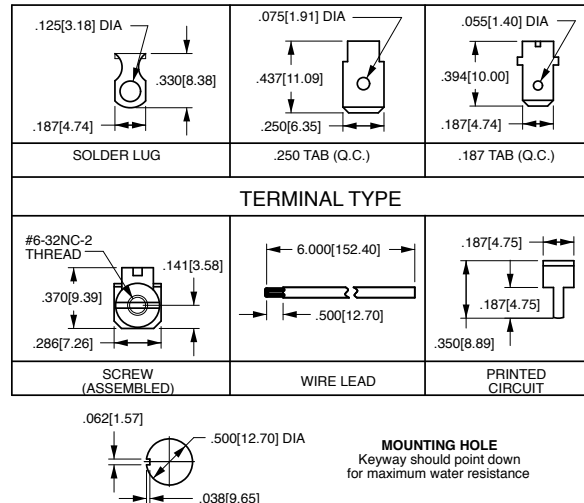 .125[3.18] DIA
.330[8.38]
.187[4.74]
SOLDER LUG
.075[1.91] DIA
.437[11.09]
.250[6.35]
.250 TAB (Q.C.)
.055[1.40] DIA
.394[10.00]
.187[4.74]
.187 TAB (Q.C.)
TERMINAL TYPE
#6-32NC-2
THREAD
.141[3.58]
.370[9.39]
.286[7.26]
SCREW
(ASSEMBLED)
6.000[152.40]
.500[12.70]
WIRE LEAD
.187[4.75]
.187[4.75]
.350[8.89]
PRINTED
CIRCUIT
.062[1.57]
.500[12.70] DIA
.038[9.65]
MOUNTING HOLE
Keyway should point down
for maximum water resistance